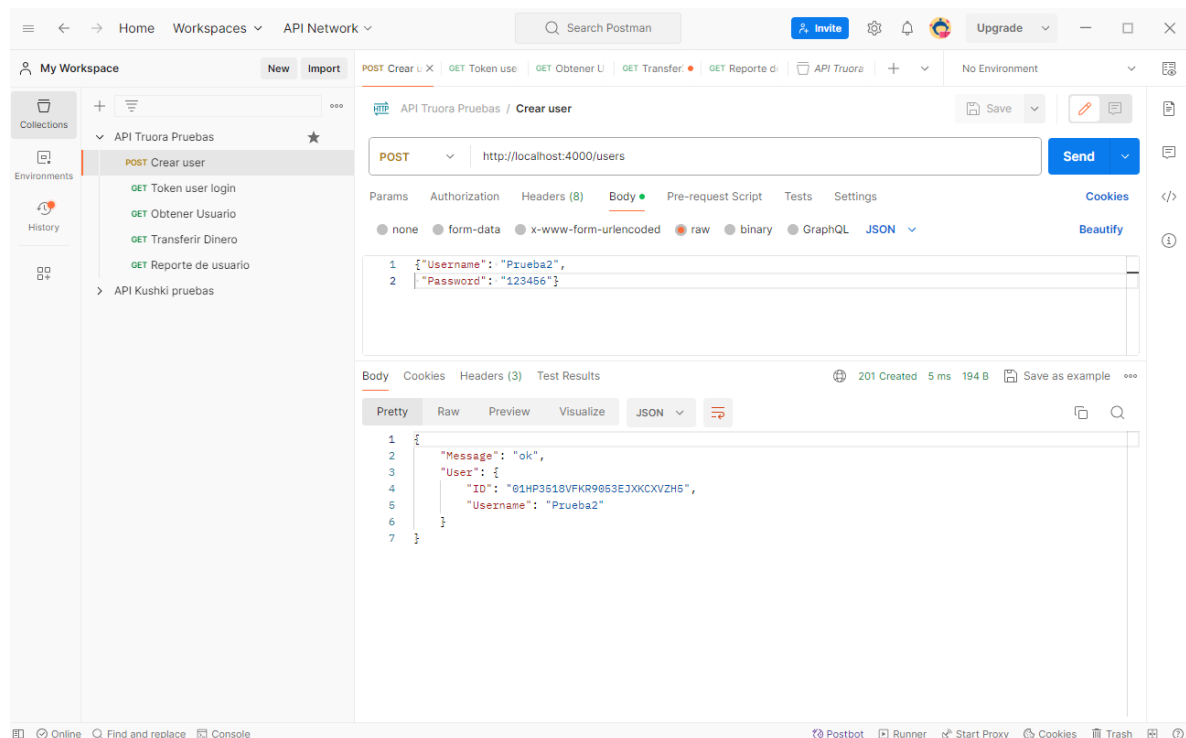 Home Workspaces API Network Search Postman Invite Upgrade
My Workspace New Import POST Crear u GET Token use GET Obtener U GET Transfer GET Reporte d API Truora No Environment
Collections
Environments
History
API Truora Pruebas
POST Crear user
GET Token user login
GET Obtener Usuario
GET Transferir Dinero
GET Reporte de usuario
API Kushki pruebas
HTTP API Truora Pruebas / Crear user Save
POST http://localhost:4000/users Send
Params Authorization Headers (8) Body Pre-request Script Tests Settings Cookies
none form-data x-www-form-urlencoded raw binary GraphQL JSON Beautify
1 {"Username": "Prueba2",
2 "Password": "123456"}
Body Cookies Headers (3) Test Results 201 Created 5 ms 194 B Save as example
Pretty Raw Preview Visualize JSON
1 {
2 "Message": "ok",
3 "User": {
4 "ID": "01HP3518VFKR9053EJXKCXVZH5",
5 "Username": "Prueba2"
6 }
7 }
Online Find and replace Console Postbot Runner Start Proxy Cookies Trash